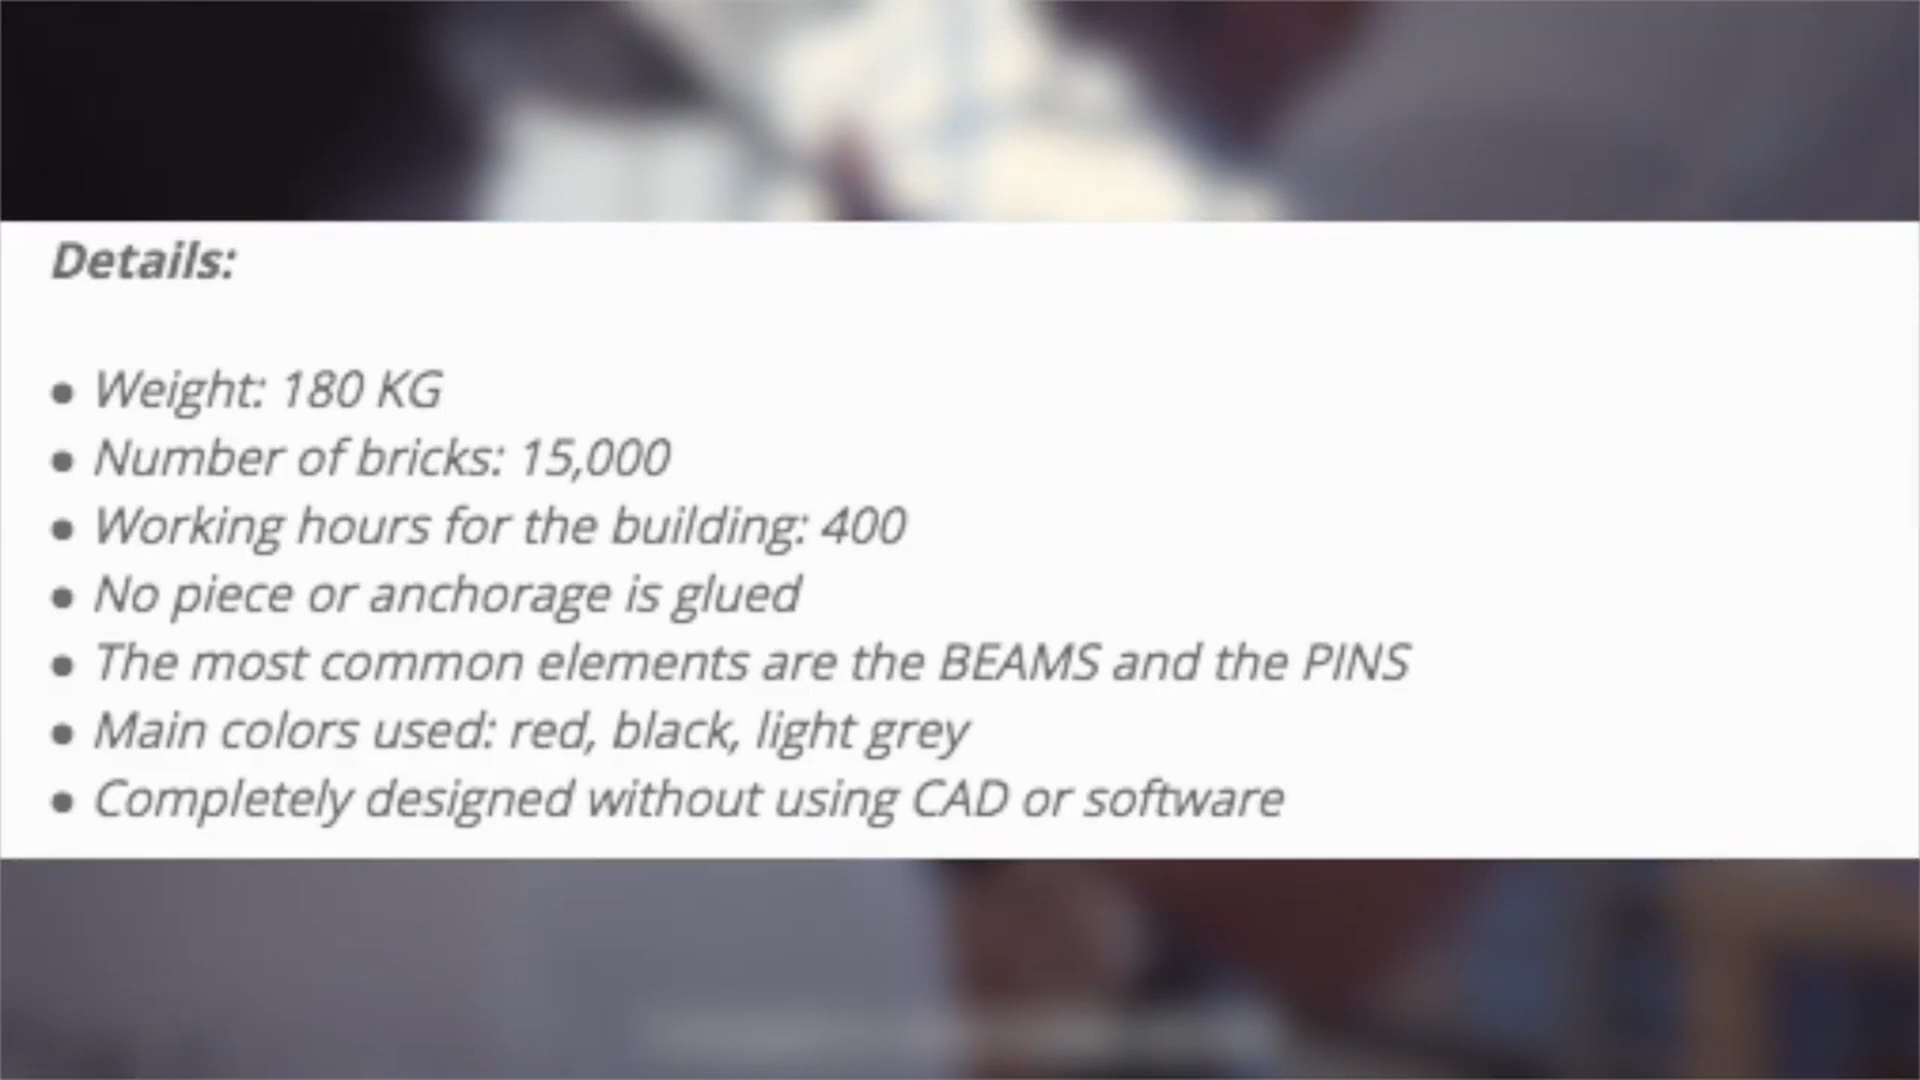 Details:
• Weight: 180 KG
• Number of bricks: 15,000
• Working hours for the building: 400
• No piece or anchorage is glued
• The most common elements are the BEAMS and the PINS
• Main colors used: red, black, light grey
• Completely designed without using CAD or software